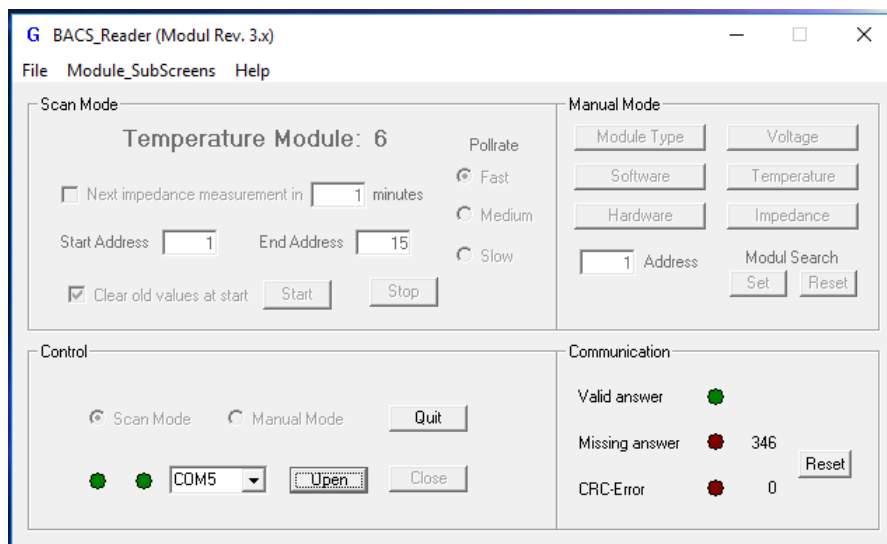 G BACS_Reader (Modul Rev. 3.x)
File Module_SubScreens Help
Scan Mode
Temperature Module: 6
Pollrate
Next impedance measurement in 1 minutes
Fast
Medium
Slow
Start Address 1 End Address 15
Clear old values at start Start Stop
Manual Mode
Module Type Voltage
Software Temperature
Hardware Impedance
1 Address
Modul Search
Set Reset
Control
Scan Mode Manual Mode Quit
COM5 Open Close
Communication
Valid answer
Missing answer 346
CRC-Error 0
Reset